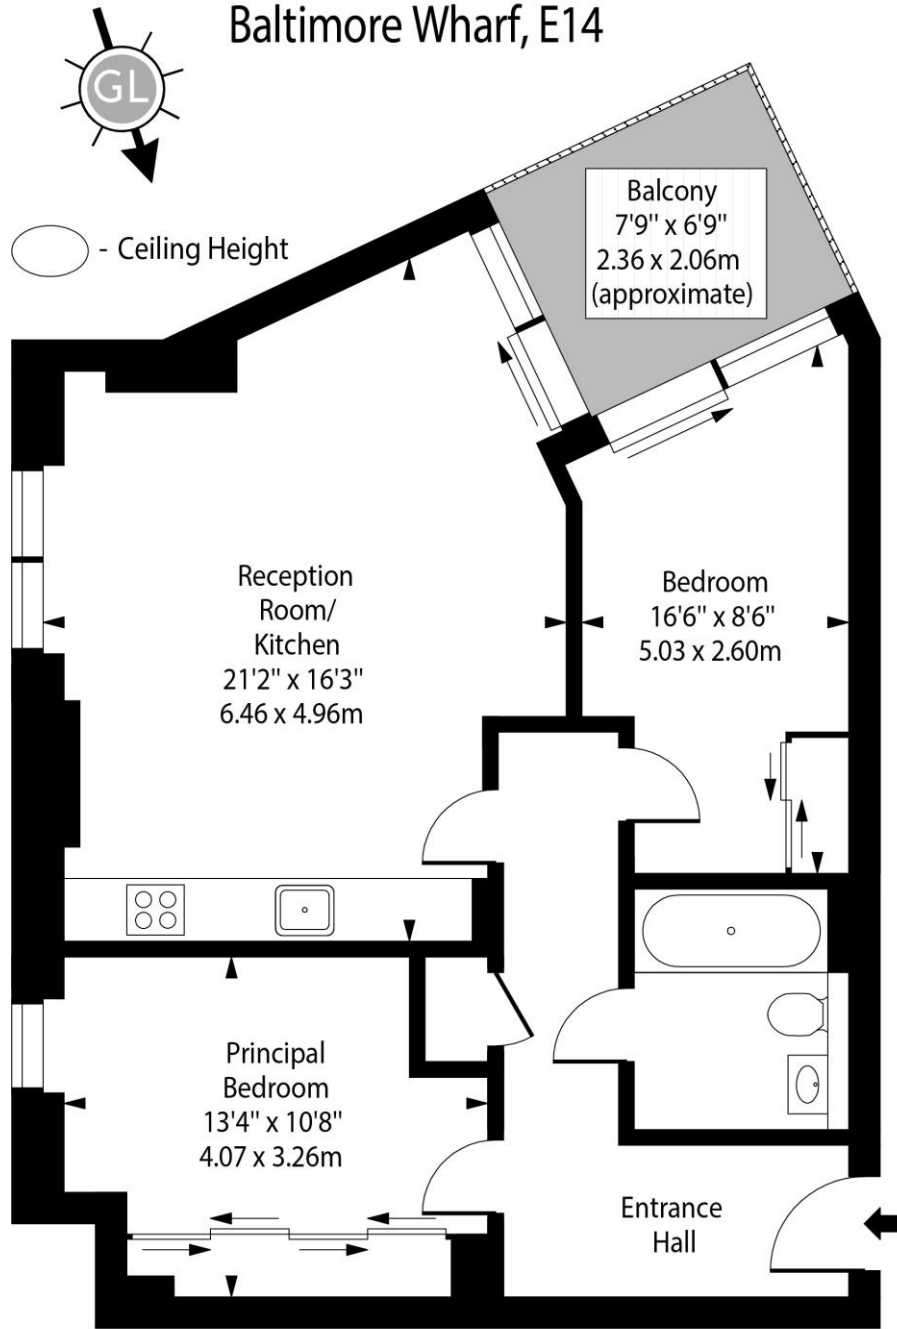 Baltimore Wharf, E14
GL
- Ceiling Height
Balcony
7'9" x 6'9"
2.36 x 2.06m
(approximate)
Reception
Room/
Kitchen
21'2" x 16'3"
6.46 x 4.96m
Bedroom
16'6" x 8'6"
5.03 x 2.60m
Principal
Bedroom
13'4" x 10'8"
4.07 x 3.26m
Entrance
Hall